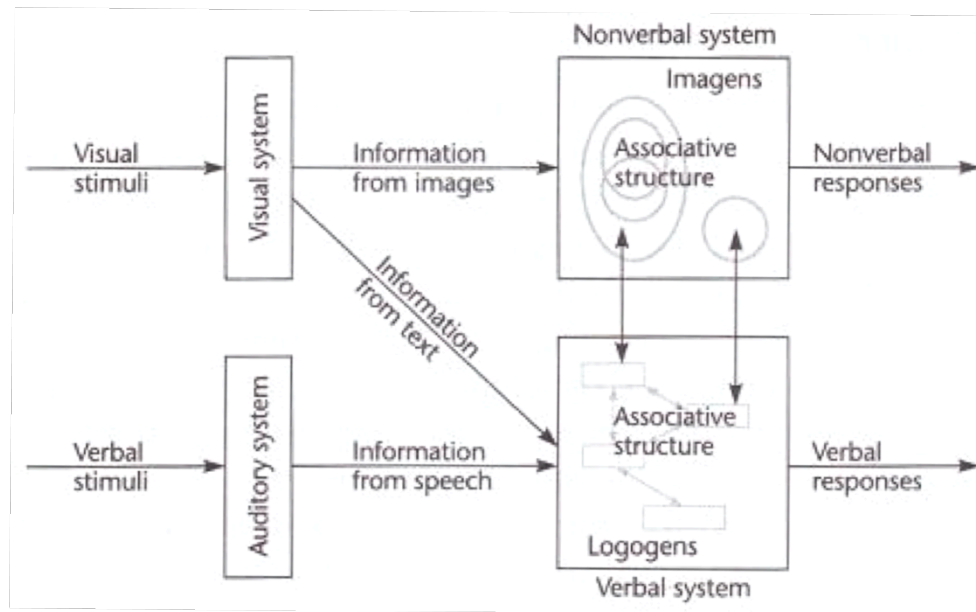 Nonverbal system
Imagens
Visual
stimuli
Visual system
Information
from images
Associative
structure
Nonverbal
responses
Information
from text
Verbal
stimuli
Auditory system
Information
from speech
Associative
structure
Verbal
responses
Logogens
Verbal system